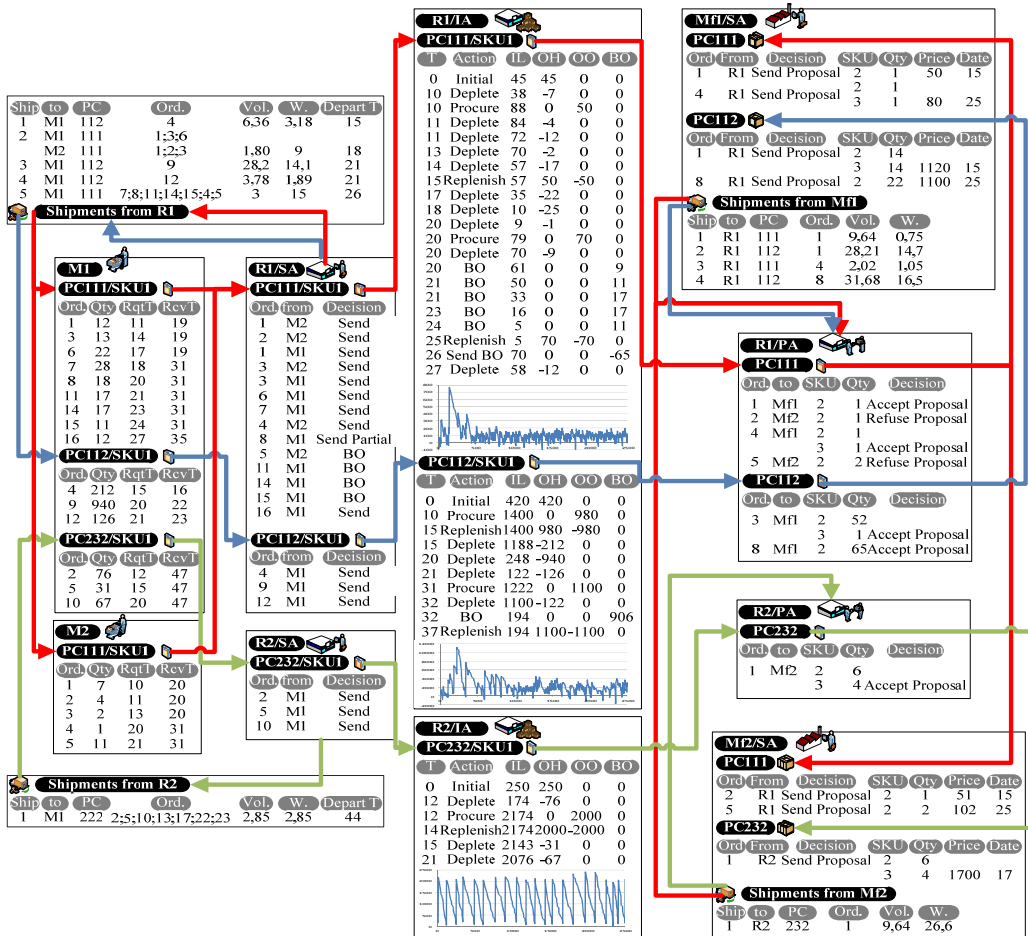 Ship to PC Ord. Vol. W. Depart T
1 M1 112 4 6,36 3,18 15
2 M1 111 1;3;6
M2 111 1;2;3 1,80 9 18
3 M1 112 9 28,2 14,1 21
4 M1 112 12 3,78 1,89 21
5 M1 111 7;8;11;14;15;4;5 3 15 26
Shipments from R1
M1
PC111/SKU1
Ord. Qty RqtT RcvT
1 12 11 19
3 13 14 19
6 22 17 19
7 28 18 31
8 18 20 31
11 17 21 31
14 17 23 31
15 11 24 31
16 12 27 35
PC112/SKU1
Ord. Qty RqtT RcvT
4 212 15 16
9 940 20 22
12 126 21 23
PC232/SKU1
Ord. Qty RqtT RcvT
2 76 12 47
5 31 15 47
10 67 20 47
M2
PC111/SKU1
Ord. Qty RqtT RcvT
1 7 10 20
2 4 11 20
3 2 13 20
4 1 20 31
5 11 21 31
Shipments from R2
Ship to PC Ord. Vol. W. Depart T
1 M1 222 2;5;10;13;17;22;23 2,85 2,85 44
R1/SA
PC111/SKU1
Ord. from Decision
1 M2 Send
2 M2 Send
1 M1 Send
3 M2 Send
3 M1 Send
6 M1 Send
7 M1 Send
4 M2 Send
8 M1 Send Partial
5 M2 BO
11 M1 BO
14 M1 BO
15 M1 BO
16 M1 Send
PC112/SKU1
Ord. from Decision
4 M1 Send
9 M1 Send
12 M1 Send
R2/SA
PC232/SKU1
Ord. from Decision
2 M1 Send
5 M1 Send
10 M1 Send
R1/IA
PC111/SKU1
T Action IL OH OO BO
0 Initial 45 45 0 0
10 Deplete 38 -7 0 0
10 Procure 88 0 50 0
11 Deplete 84 -4 0 0
11 Deplete 72 -12 0 0
13 Deplete 70 -2 0 0
14 Deplete 57 -17 0 0
15 Replenish 57 50 -50 0
17 Deplete 35 -22 0 0
18 Deplete 10 -25 0 0
20 Deplete 9 -1 0 0
20 Procure 79 0 70 0
20 Deplete 70 -9 0 0
20 BO 61 0 0 9
21 BO 50 0 0 11
21 BO 33 0 0 17
23 BO 16 0 0 17
24 BO 5 0 0 11
25 Replenish 5 70 -70 0
26 Send BO 70 0 0 -65
27 Deplete 58 -12 0 0
PC112/SKU1
T Action IL OH OO BO
0 Initial 420 420 0 0
10 Procure 1400 0 980 0
15 Replenish 1400 980 -980 0
15 Deplete 1188 -212 0 0
20 Deplete 248 -940 0 0
21 Deplete 122 -126 0 0
31 Procure 1222 0 1100 0
32 Deplete 1100 -122 0 0
32 BO 194 0 0 906
37 Replenish 194 1100 -1100 0
R2/IA
PC232/SKU1
T Action IL OH OO BO
0 Initial 250 250 0 0
12 Deplete 174 -76 0 0
12 Procure 2174 0 2000 0
14 Replenish 2174 2000 -2000 0
15 Deplete 2143 -31 0 0
21 Deplete 2076 -67 0 0
Mf1/SA
PC111
Ord From Decision SKU Qty Price Date
1 R1 Send Proposal 2 1 50 15
4 R1 Send Proposal 2 1
3 1 80 25
PC112
Ord From Decision SKU Qty Price Date
1 R1 Send Proposal 2 14
3 14 1120 15
8 R1 Send Proposal 2 22 1100 25
Shipments from Mf1
Ship to PC Ord. Vol. W.
1 R1 111 1 9,64 0,75
2 R1 112 1 28,21 14,7
3 R1 111 4 2,02 1,05
4 R1 112 8 31,68 16,5
R1/PA
PC111
Ord. to SKU Qty Decision
1 Mf1 2 1 Accept Proposal
2 Mf2 2 1 Refuse Proposal
4 Mf1 2 1
3 1 Accept Proposal
5 Mf2 2 2 Refuse Proposal
PC112
Ord. to SKU Qty Decision
3 Mf1 2 52
3 1 Accept Proposal
8 Mf1 2 65 Accept Proposal
R2/PA
PC232
Ord. to SKU Qty Decision
1 Mf2 2 6
3 4 Accept Proposal
Mf2/SA
PC111
Ord From Decision SKU Qty Price Date
2 R1 Send Proposal 2 1 51 15
5 R1 Send Proposal 2 2 102 25
PC232
Ord From Decision SKU Qty Price Date
1 R2 Send Proposal 2 6
3 4 1700 17
Shipments from Mf2
Ship to PC Ord. Vol. W.
1 R2 232 1 9,64 26,6